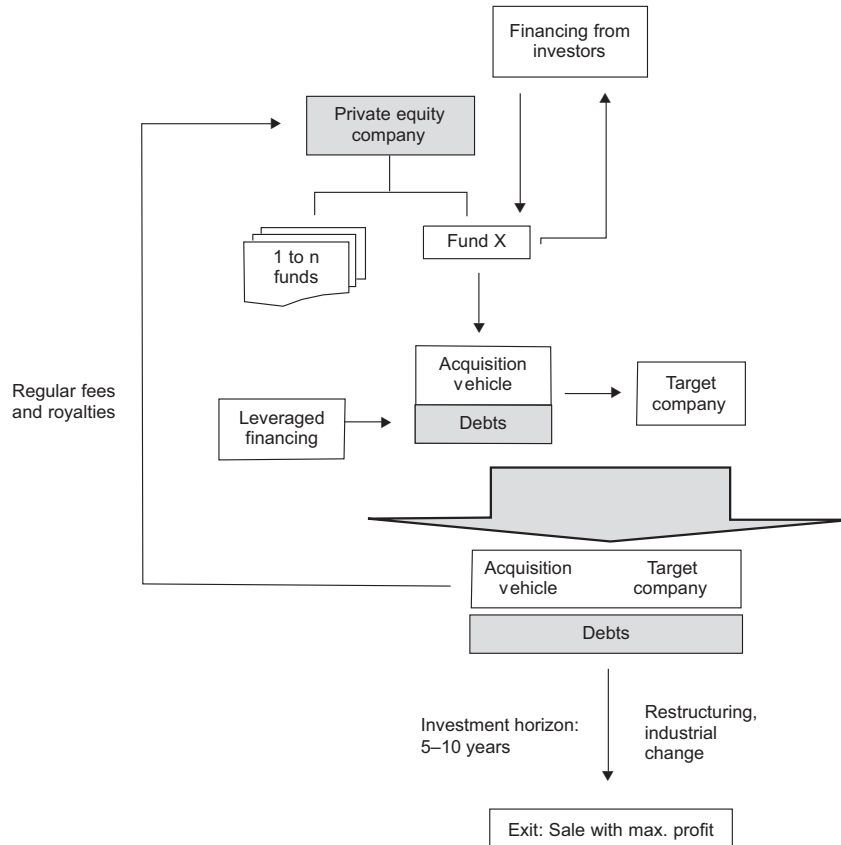 Financing from
investors
Private equity
company
1 to n
funds
Fund X
Regular fees
and royalties
Leveraged
financing
Acquisition
vehicle
Debts
Target
company
Acquisition
vehicle
Target
company
Debts
Investment horizon:
5–10 years
Restructuring,
industrial
change
Exit: Sale with max. profit